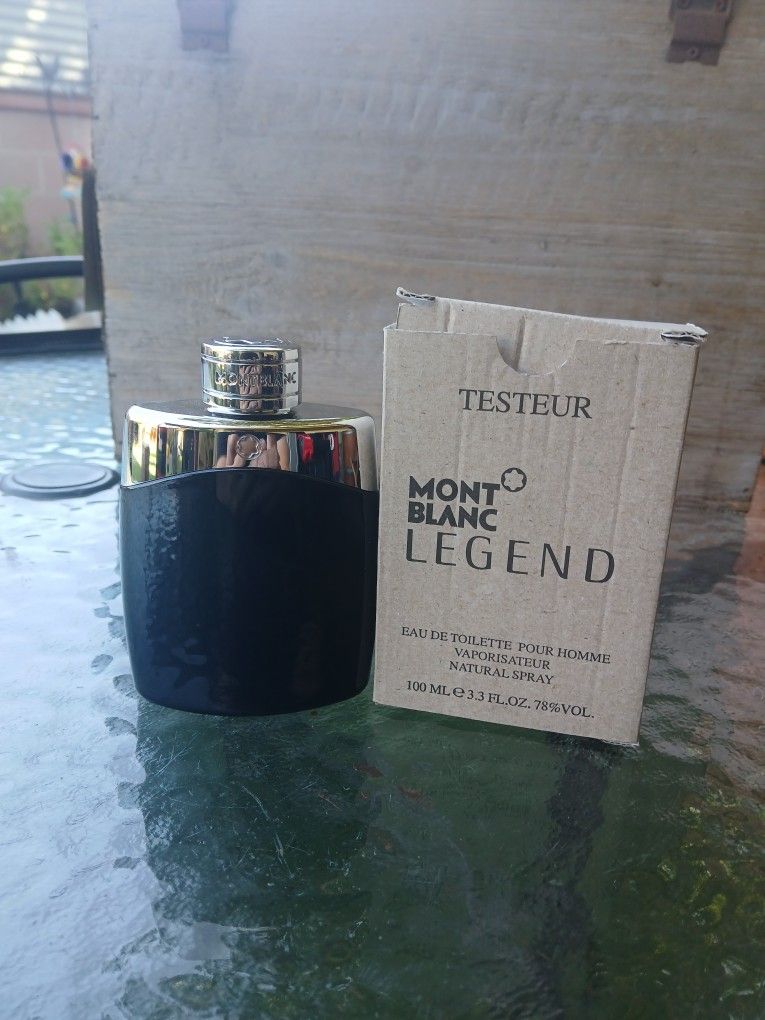 MONTBLANC
TESTEUR
MONT
BLANC
LEGEND
EAU DE TOILETTE POUR HOMME
VAPORISATEUR
NATURAL SPRAY
100 ML e 3.3 FL.OZ. 78%VOL.